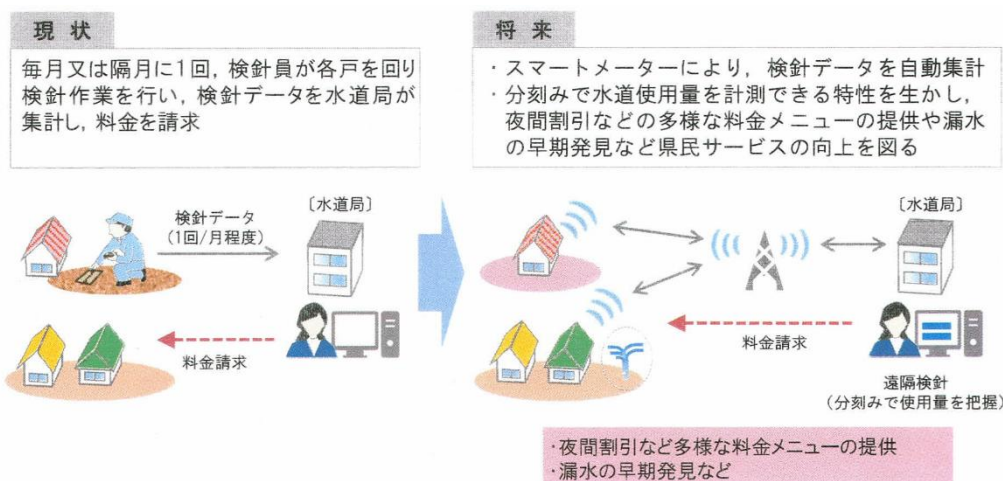 現状
毎月又は隔月に1回，検針員が各戸を回り
検針作業を行い，検針データを水道局が
集計し，料金を請求
検針データ
(1回/月程度)
〔水道局〕
料金請求
将来
・スマートメーターにより，検針データを自動集計
・分刻みで水道使用量を計測できる特性を生かし，
夜間割引などの多様な料金メニューの提供や漏水
の早期発見など県民サービスの向上を図る
〔水道局〕
料金請求
遠隔検針
(分刻みで使用量を把握)
・夜間割引など多様な料金メニューの提供
・漏水の早期発見など